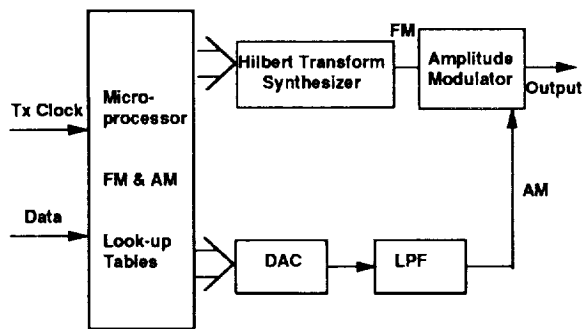 FM
Hilbert Transform
Synthesizer
Amplitude
Modulator
Output
Tx Clock
Micro-
processor
FM & AM
AM
Data
Look-up
Tables
DAC
LPF